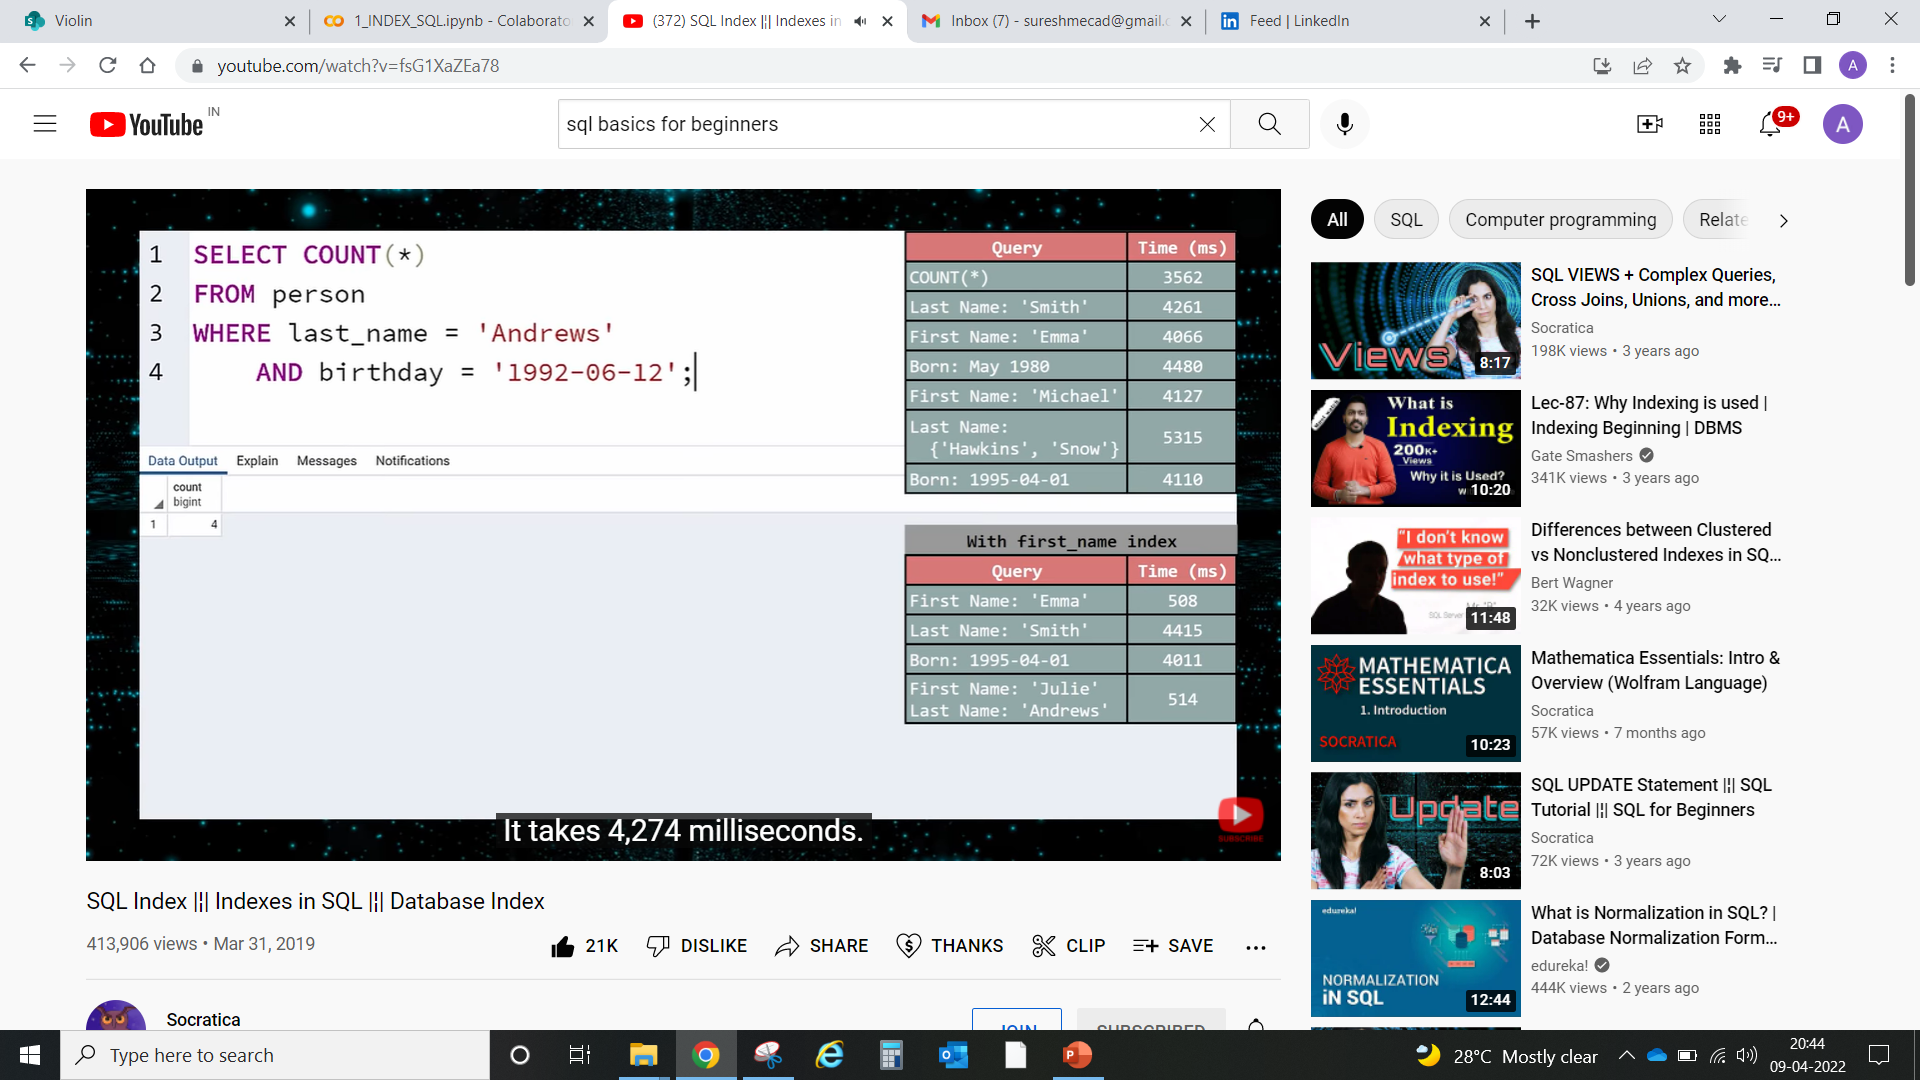 Violin
1_INDEX_SQL.ipynb - Colaborato
(372) SQL Index |¦| Indexes in
Inbox (7) - sureshmecad@gmail.c
Feed | LinkedIn
youtube.com/watch?v=fsG1XaZEa78
A
YouTube IN
sql basics for beginners
9+
A
1 SELECT COUNT(*)
2 FROM person
3 WHERE last_name = 'Andrews'
4 AND birthday = '1992-06-12';
Data Output Explain Messages Notifications
count
bigint
1 4
Query Time (ms)
COUNT(*) 3562
Last Name: 'Smith' 4261
First Name: 'Emma' 4066
Born: May 1980 4480
First Name: 'Michael' 4127
Last Name:
{'Hawkins', 'Snow'} 5315
Born: 1995-04-01 4110
With first_name index
Query Time (ms)
First Name: 'Emma' 508
Last Name: 'Smith' 4415
Born: 1995-04-01 4011
First Name: 'Julie'
Last Name: 'Andrews' 514
It takes 4,274 milliseconds.
SUBSCRIBE
SQL Index |¦| Indexes in SQL |¦| Database Index
413,906 views • Mar 31, 2019
21K DISLIKE SHARE THANKS CLIP SAVE
Socratica
JOIN SUBSCRIBED
All SQL Computer programming Relate
Views
8:17
SQL VIEWS + Complex Queries,
Cross Joins, Unions, and more...
Socratica
198K views • 3 years ago
What is
Indexing
200K+
Views
Why it is Used?
10:20
Lec-87: Why Indexing is used |
Indexing Beginning | DBMS
Gate Smashers
341K views • 3 years ago
"I don't know
what type of
index to use!"
11:48
Differences between Clustered
vs Nonclustered Indexes in SQ...
Bert Wagner
32K views • 4 years ago
MATHEMATICA
ESSENTIALS
1. Introduction
SOCRATICA
10:23
Mathematica Essentials: Intro &
Overview (Wolfram Language)
Socratica
57K views • 7 months ago
Update
8:03
SQL UPDATE Statement |¦| SQL
Tutorial |¦| SQL for Beginners
Socratica
72K views • 3 years ago
edureka!
NORMALIZATION
iN SQL
12:44
What is Normalization in SQL? |
Database Normalization Form...
edureka!
444K views • 2 years ago
Type here to search
28°C Mostly clear
20:44
09-04-2022